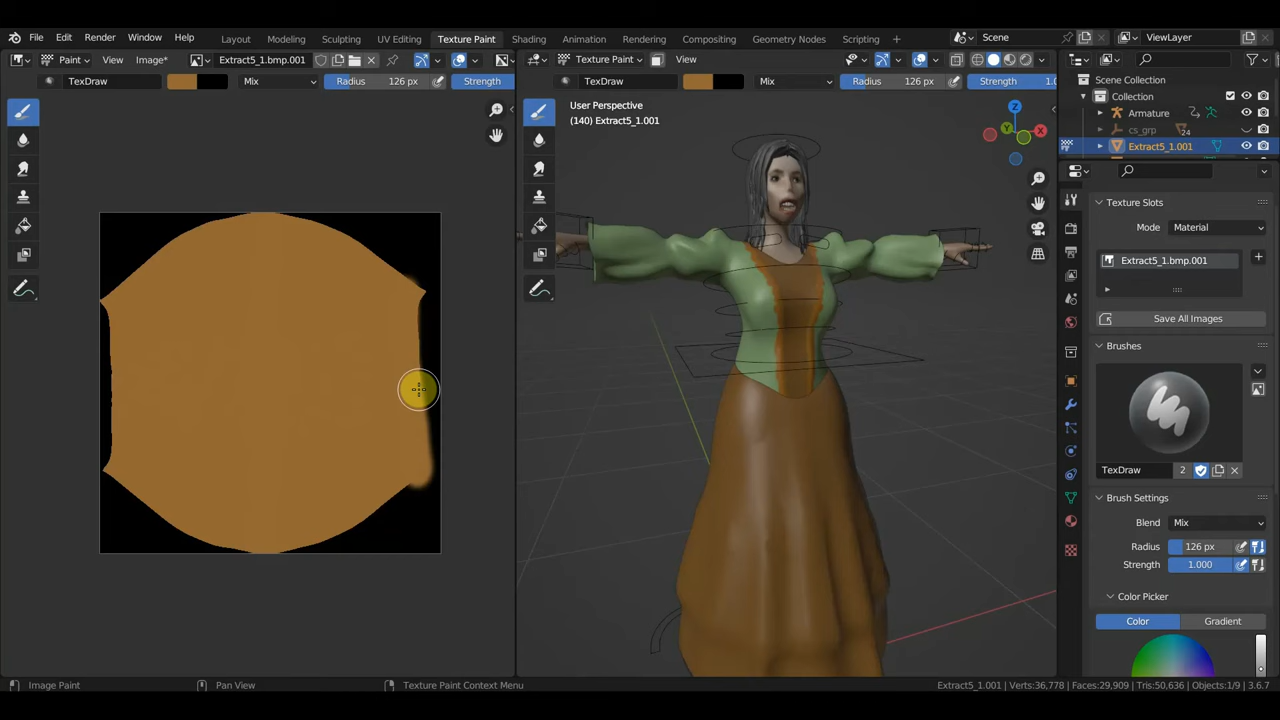 File Edit Render Window Help Layout Modeling Sculpting UV Editing Texture Paint Shading Animation Rendering Compositing Geometry Nodes Scripting + Scene ViewLayer
Paint View Image* Extract5_1.bmp.001 Texture Paint View
TexDraw Mix Radius 126 px Strength TexDraw Mix Radius 126 px Strength 1.0
Scene Collection
Collection
Armature
cs_grp 24
Extract5_1.001
User Perspective
(140) Extract5_1.001
Z
Y X
Texture Slots
Mode Material
Extract5_1.bmp.001
Save All Images
Brushes
TexDraw 2
Brush Settings
Blend Mix
Radius 126 px
Strength 1.000
Color Picker
Color Gradient
Image Paint Pan View Texture Paint Context Menu Extract5_1.001 | Verts:36,778 | Faces:29,909 | Tris:50,636 | Objects:1/9 | 3.6.7